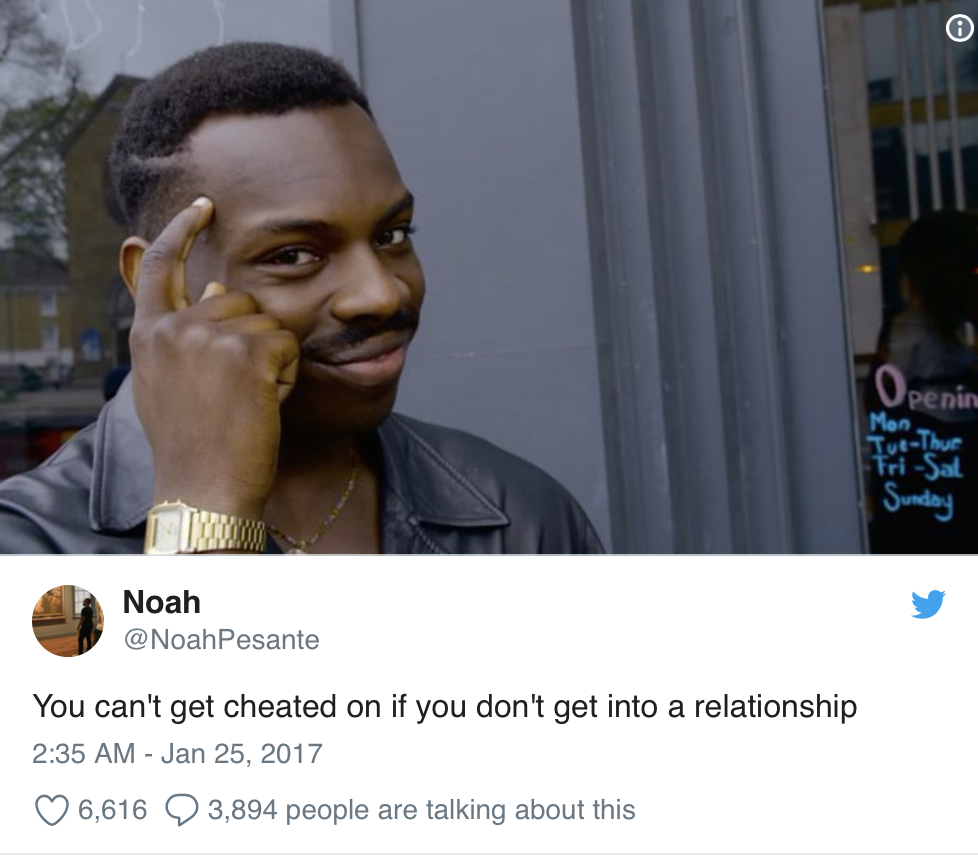 Openin
Mon
Tue-Thur
Fri -Sat
Sunday
Noah
@NoahPesante
You can't get cheated on if you don't get into a relationship
2:35 AM - Jan 25, 2017
6,616 3,894 people are talking about this